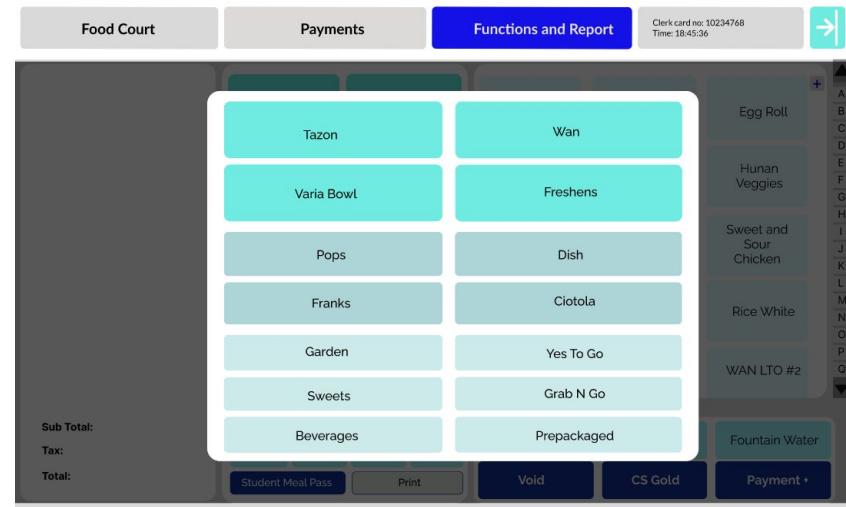 Food Court
Payments
Functions and Report
Clerk card no: 10234768
Time: 18:45:36
+
A
B
C
D
E
F
G
H
I
J
K
L
M
N
O
P
Q
Tazon
Wan
Varia Bowl
Freshens
Pops
Dish
Franks
Ciotola
Garden
Yes To Go
Sweets
Grab N Go
Beverages
Prepackaged
Egg Roll
Hunan
Veggies
Sweet and
Sour
Chicken
Rice White
WAN LTO #2
Sub Total:
Tax:
Total:
Student Meal Pass
Print
Void
CS Gold
Fountain Water
Payment +